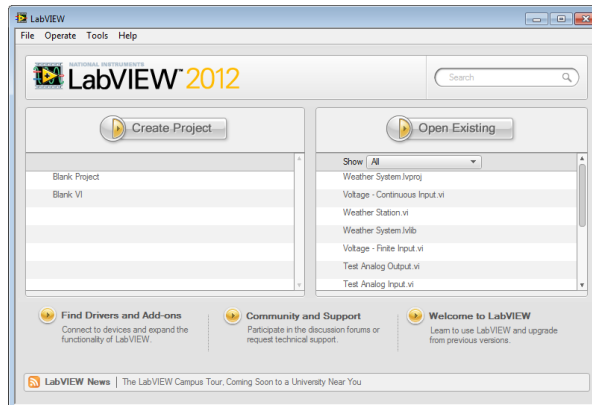 LabVIEW
File Operate Tools Help
NATIONAL INSTRUMENTS
LabVIEW™ 2012
Search
Create Project
Open Existing
Show All
Blank Project
Blank VI
Weather System.lvproj
Voltage - Continuous Input.vi
Weather Station.vi
Weather System.lvlib
Voltage - Finite Input.vi
Test Analog Output.vi
Test Analog Input.vi
Find Drivers and Add-ons
Connect to devices and expand the
functionality of LabVIEW.
Community and Support
Participate in the discussion forums or
request technical support.
Welcome to LabVIEW
Learn to use LabVIEW and upgrade
from previous versions.
LabVIEW News | The LabVIEW Campus Tour, Coming Soon to a University Near You